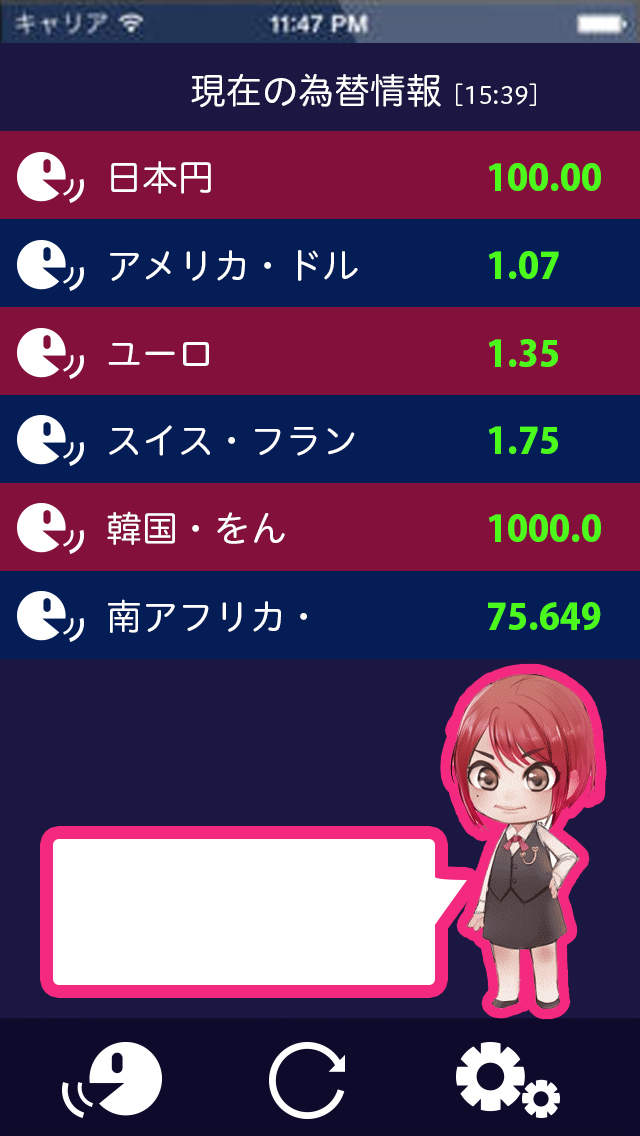 キャリア 11:47 PM
現在の為替情報 [15:39]
日本円 100.00
アメリカ・ドル 1.07
ユーロ 1.35
スイス・フラン 1.75
韓国・をん 1000.0
南アフリカ・ 75.649